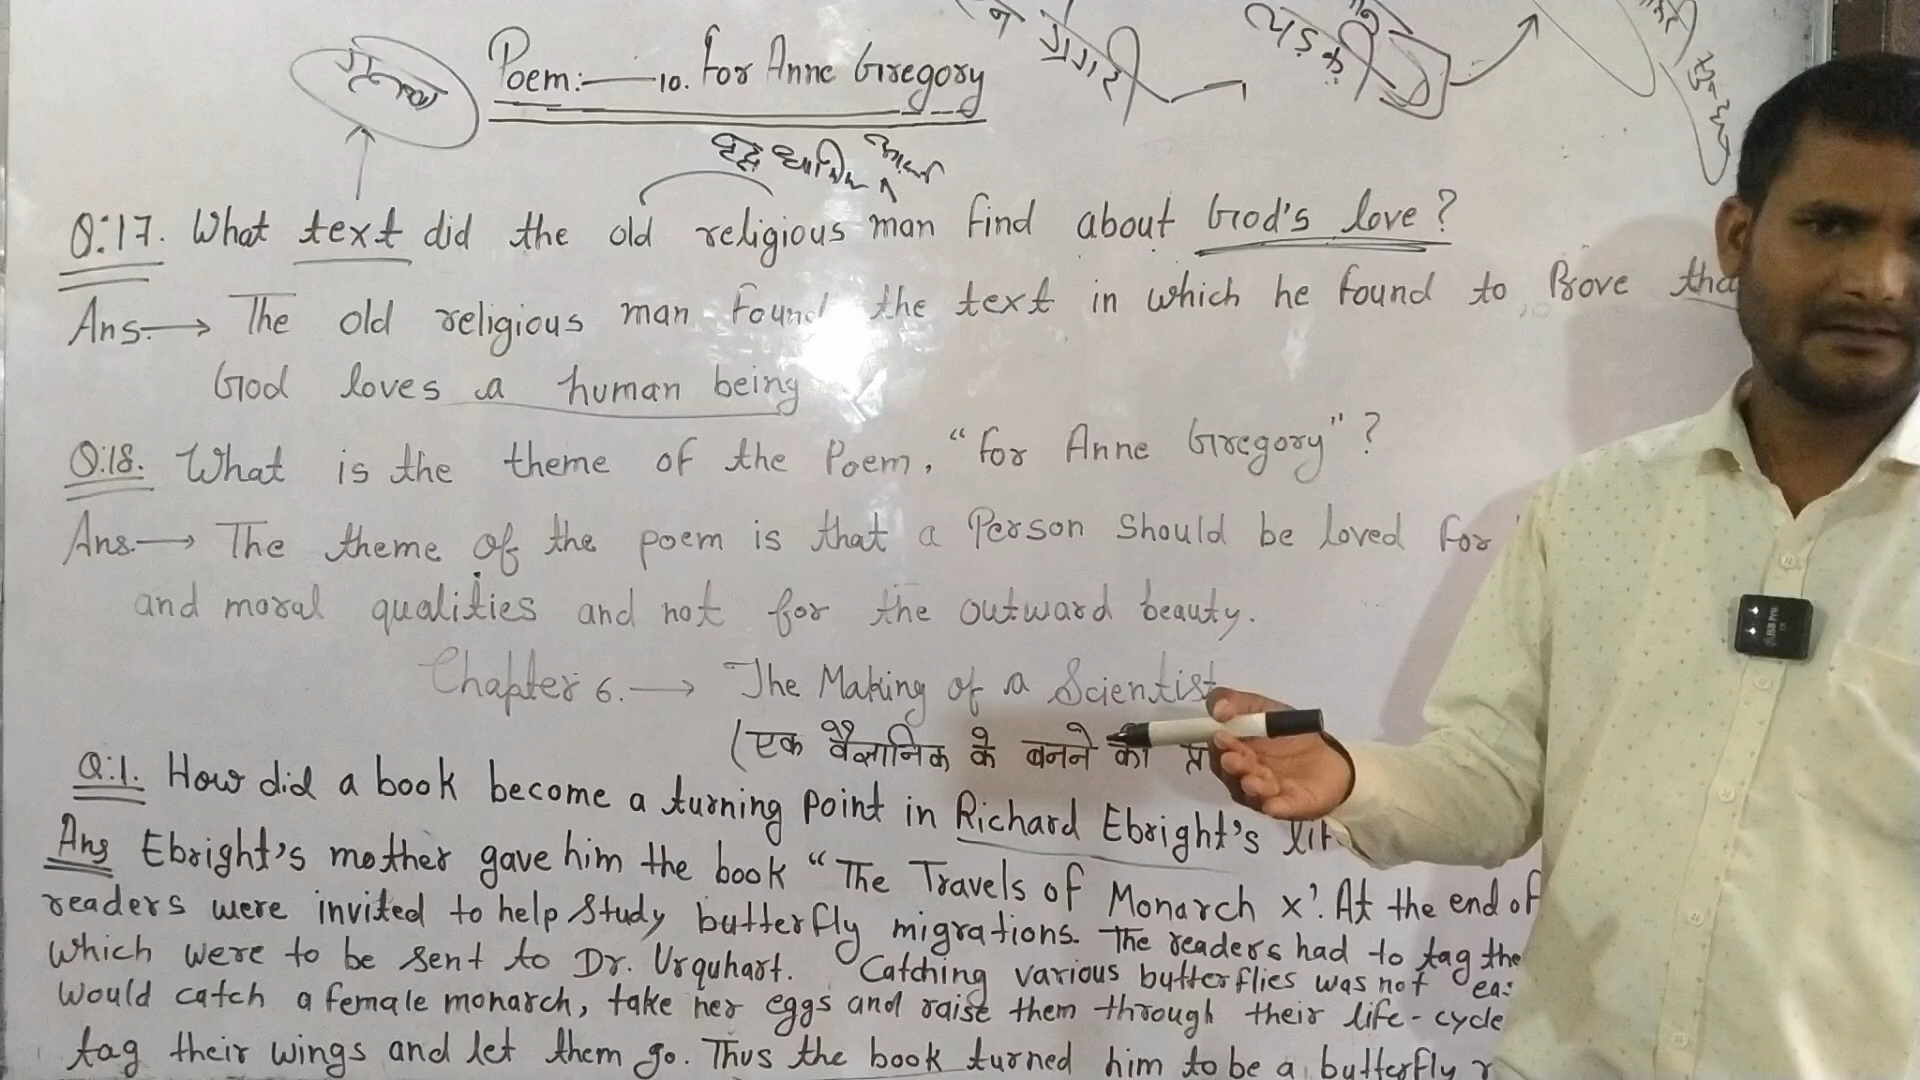 Poem:— 10. For Anne Gregory
Q:17. What text did the old religious man find about God's love?
Ans.→ The old religious man found the text in which he found to Prove tha
God loves a human being
Q:18. What is the theme of the Poem, "for Anne Gregory"?
Ans.→ The theme of the poem is that a Person should be loved for
and moral qualities and not for the outward beauty.
Chapter 6.→ The Making of a Scientist
(एक वैज्ञानिक के बनने की
Q:1. How did a book become a turning point in Richard Ebright's lif
Ans Ebright's mother gave him the book "The Travels of Monarch x'. At the end of
readers were invited to help study butterfly migrations. The readers had to tag the
which were to be sent to Dr. Urquhart. Catching various butterflies was not eas
would catch a female monarch, take her eggs and raise them through their life-cycle
tag their wings and let them go. Thus the book turned him to be a butterfly r